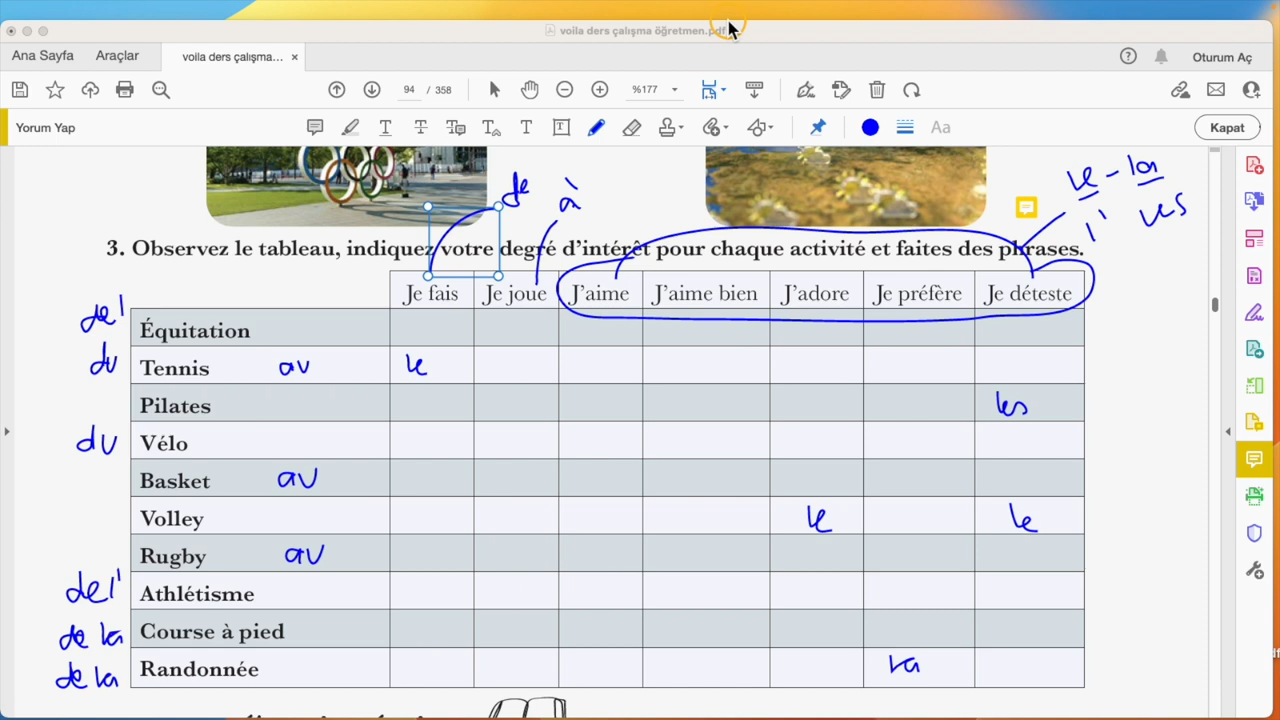 voila ders çalışma öğretmen.pdf
Ana Sayfa Araçlar voila ders çalışma... × Oturum Aç
94 / 358 %177
Yorum Yap Aa Kapat
de à le - la
l' les
3. Observez le tableau, indiquez votre degré d'intérêt pour chaque activité et faites des phrases.
Je fais Je joue J'aime J'aime bien J'adore Je préfère Je déteste
de l' Équitation
du Tennis au le
Pilates les
du Vélo
Basket au
Volley le le
Rugby au
de l' Athlétisme
de la Course à pied
de la Randonnée la